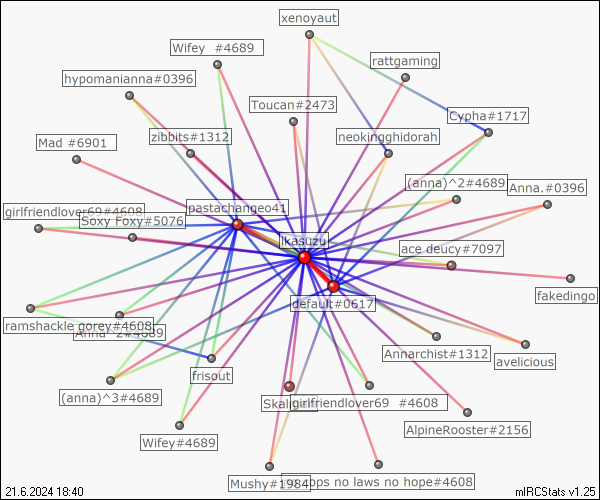 xenoyaut
Wifey #4689
rattgaming
hypomanianna#0396
Toucan#2473
Cypha#1717
zibbits#1312
neokingghidorah
Mad #6901
(anna)^2#4689
Anna.#0396
pastachangeo41
girlfriendlover69#4608
Soxy Foxy#5076
ikasuzu
ace deucy#7097
fakedingo
default#0617
ramshackle gorey#4608
Anna^2#4689
Annarchist#1312
avelicious
frisout
(anna)^3#4689
girlfriendlover69 #4608
AlpineRooster#2156
Wifey#4689
Mushy#1984
no laws no hope#4608
21.6.2024 18:40
mIRCStats v1.25